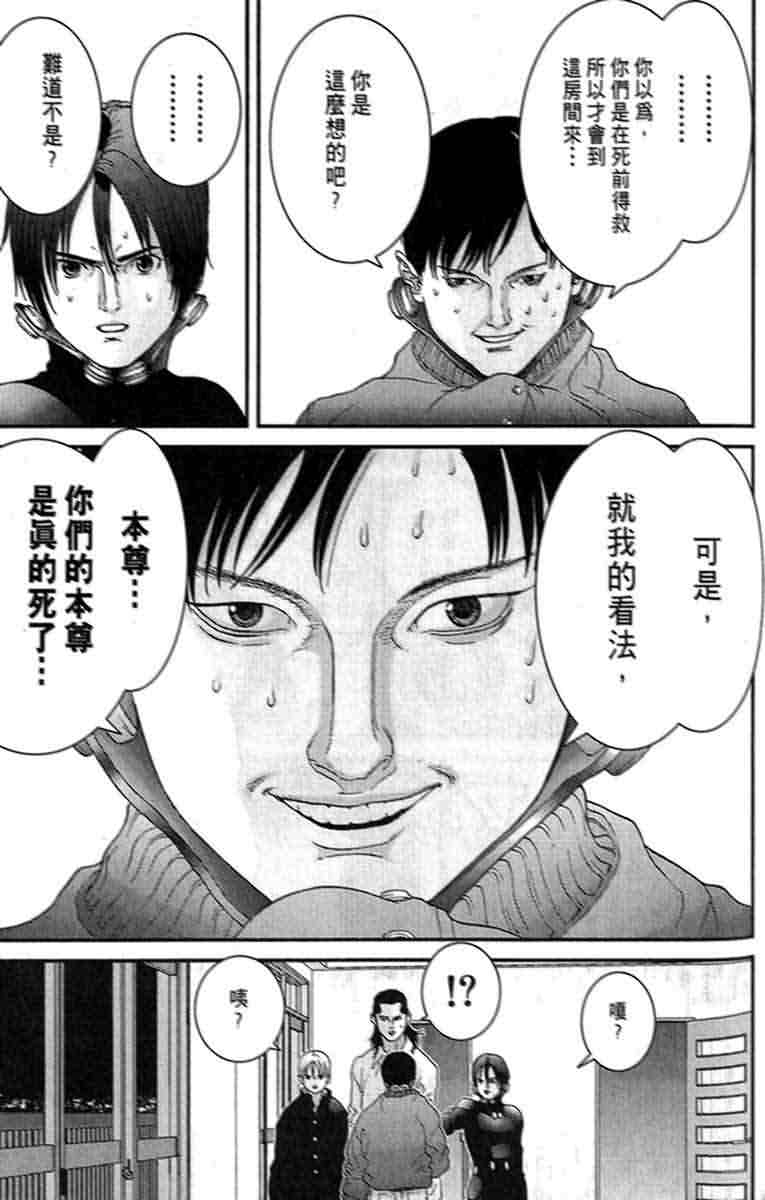 ⋯⋯⋯
你以為，
你們是在死前得救
所以才會到
這房間來…
你是
這麼想的吧？
⋯⋯⋯
難道不是？
可是，
就我的看法，
本尊…
你們的本尊
是真的死了…
嗄？
!?
咦？